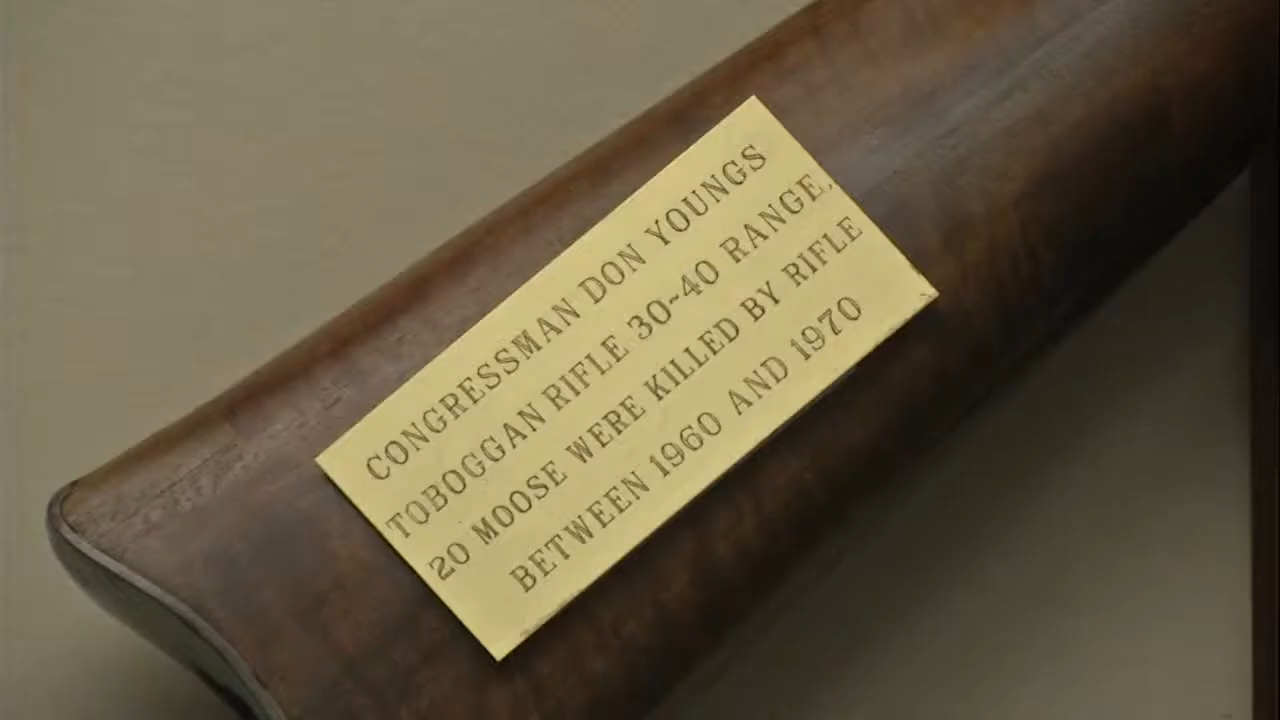 CONGRESSMAN DON YOUNGS
TOBOGGAN RIFLE 30-40 RANGE,
20 MOOSE WERE KILLED BY RIFLE
BETWEEN 1960 AND 1970